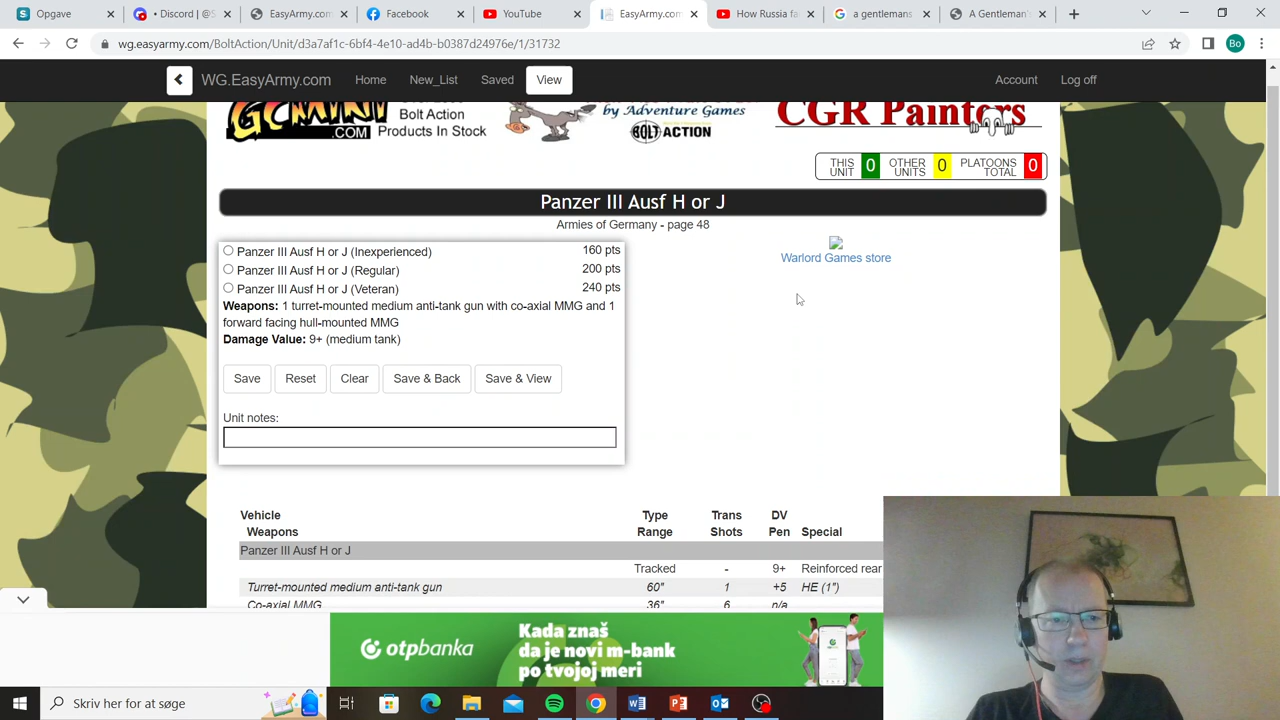 Opgave
• Discord | @S
EasyArmy.com
Facebook
YouTube
EasyArmy.com
How Russia fa
a gentlemans
A Gentleman's
wg.easyarmy.com/BoltAction/Unit/d3a7af1c-6bf4-4e10-ad4b-b0387d24976e/1/31732
Bo
WG.EasyArmy.com Home New_List Saved View Account Log off
GCMINI .COM
Bolt Action
Products In Stock
by Adventure Games
BOLT ACTION
CGR Painters
THIS UNIT 0 OTHER UNITS 0 PLATOONS TOTAL 0
Panzer III Ausf H or J
Armies of Germany - page 48
Panzer III Ausf H or J (Inexperienced) 160 pts
Panzer III Ausf H or J (Regular) 200 pts
Panzer III Ausf H or J (Veteran) 240 pts
Weapons: 1 turret-mounted medium anti-tank gun with co-axial MMG and 1
forward facing hull-mounted MMG
Damage Value: 9+ (medium tank)
Warlord Games store
Save Reset Clear Save & Back Save & View
Unit notes:
Vehicle Type Trans DV
Weapons Range Shots Pen Special
Panzer III Ausf H or J
Tracked - 9+ Reinforced rear
Turret-mounted medium anti-tank gun 60" 1 +5 HE (1")
Co-axial MMG 36" 6 n/a
otpbanka
Kada znaš
da je novi m-bank
po tvojoj meri
Skriv her for at søge